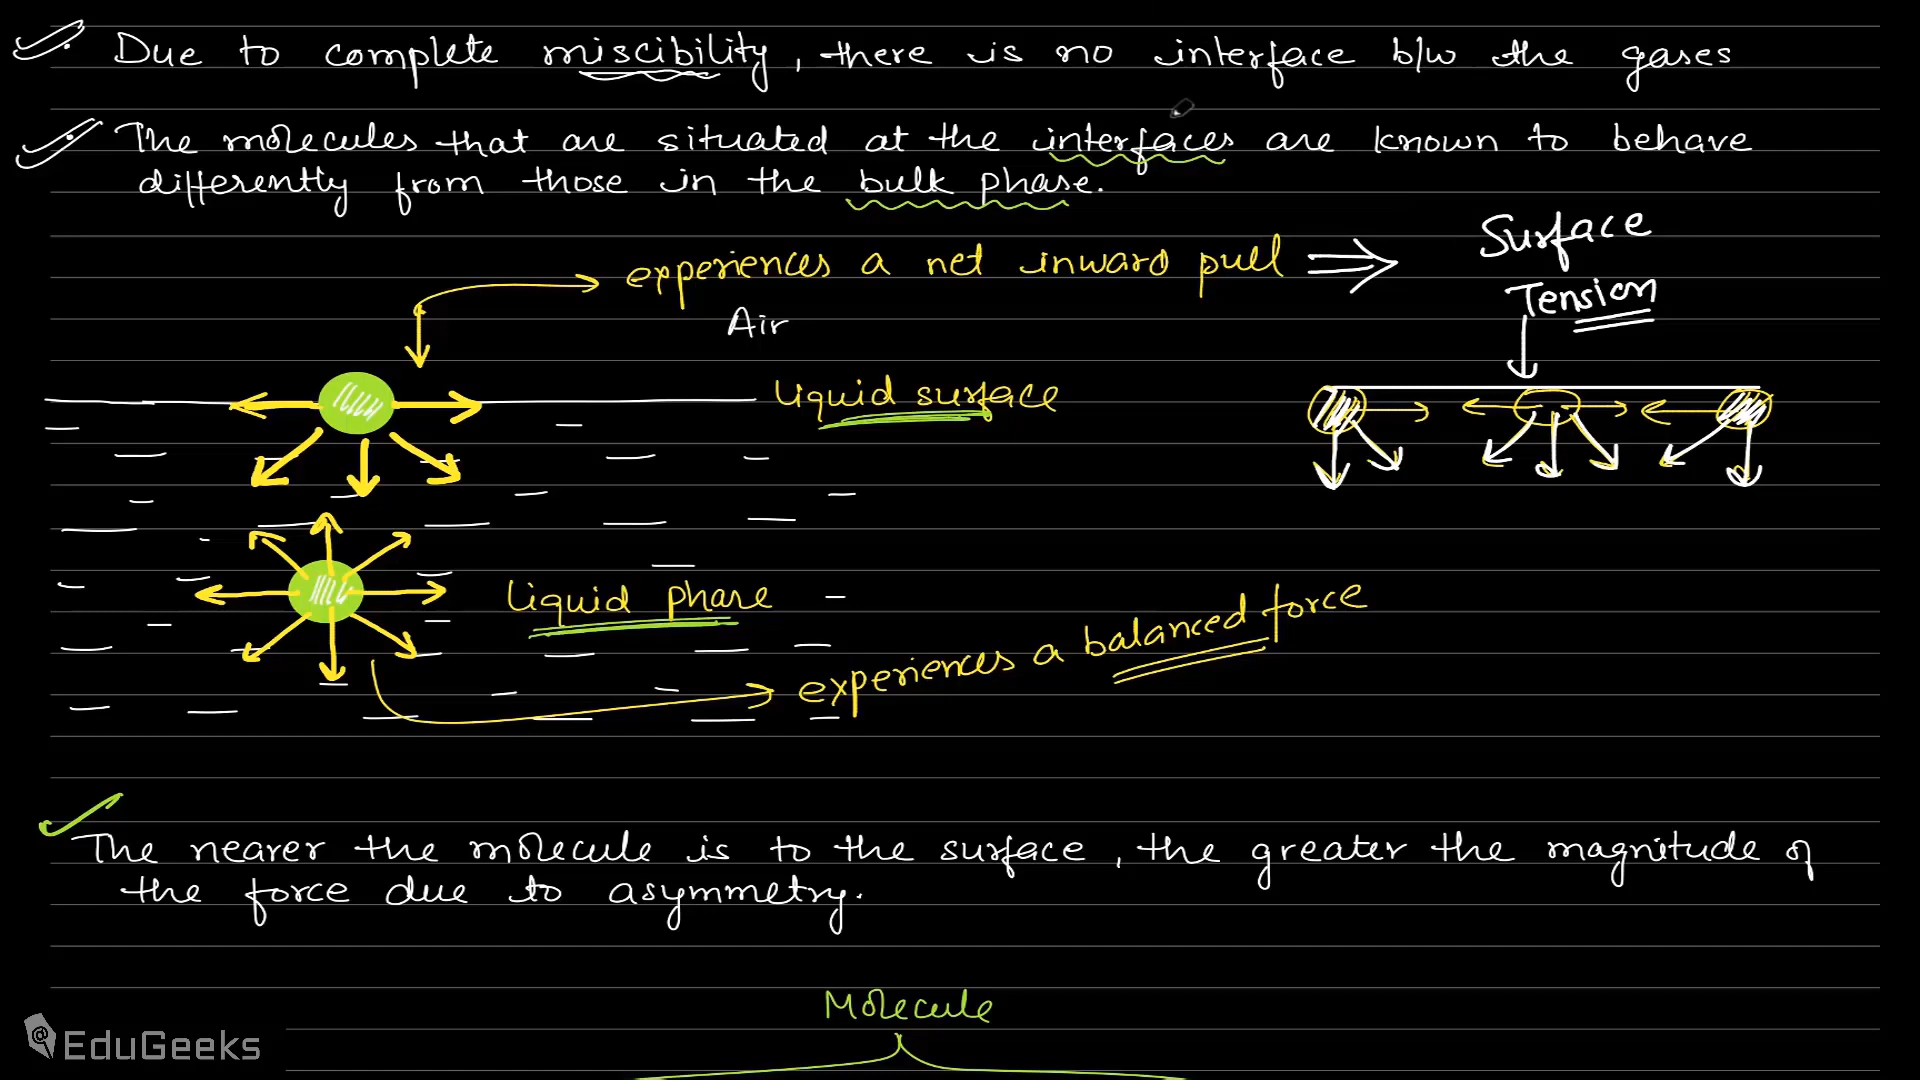 Due to complete miscibility, there is no interface b/w the gases
The molecules that are situated at the interfaces are known to behave
differently from those in the bulk phase.
Surface
Tension
experiences a net inward pull
Air
liquid surface
liquid phase
experiences a balanced force
The nearer the molecule is to the surface, the greater the magnitude of
the force due to asymmetry.
Molecule
EduGeeks